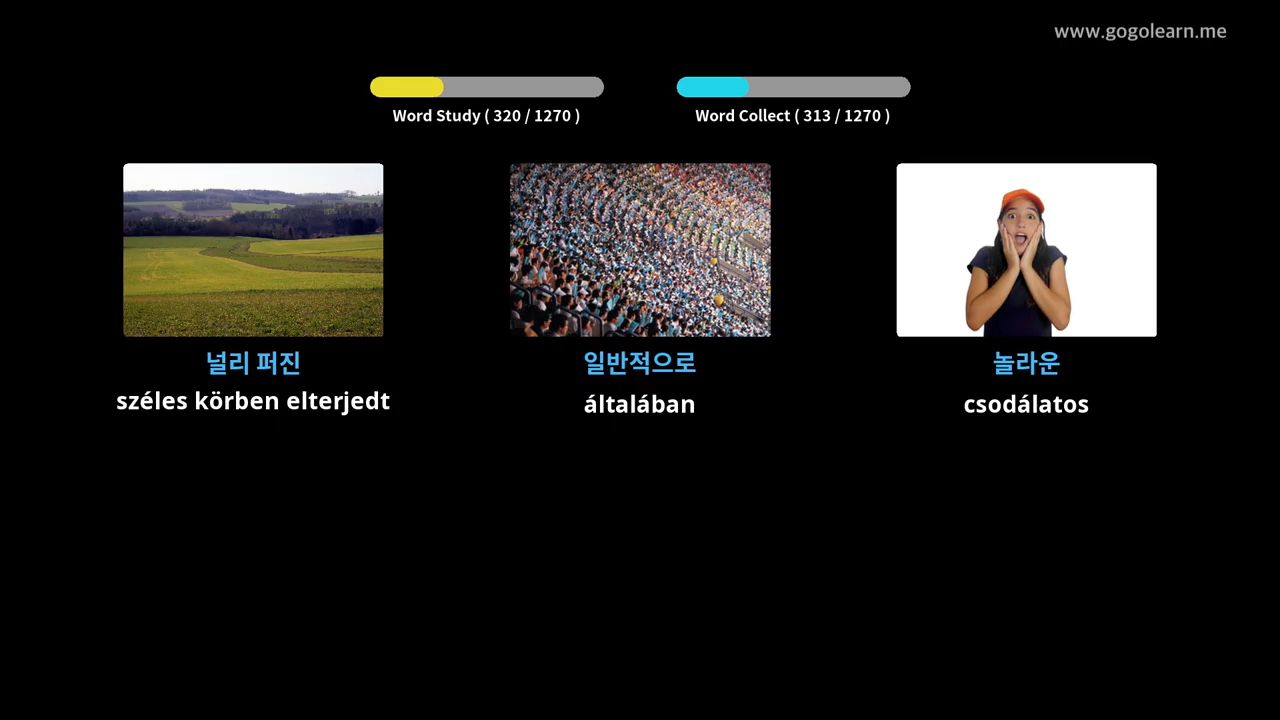 www.gogolearn.me
Word Study ( 320 / 1270 )
Word Collect ( 313 / 1270 )
널리 퍼진
széles körben elterjedt
일반적으로
általában
놀라운
csodálatos